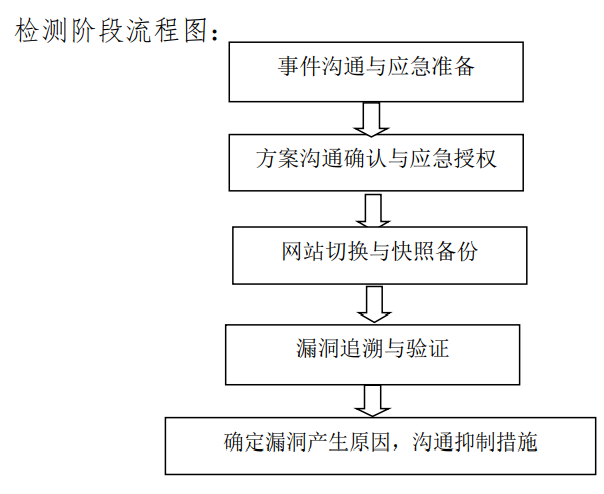 检测阶段流程图：
事件沟通与应急准备
方案沟通确认与应急授权
网站切换与快照备份
漏洞追溯与验证
确定漏洞产生原因，沟通抑制措施